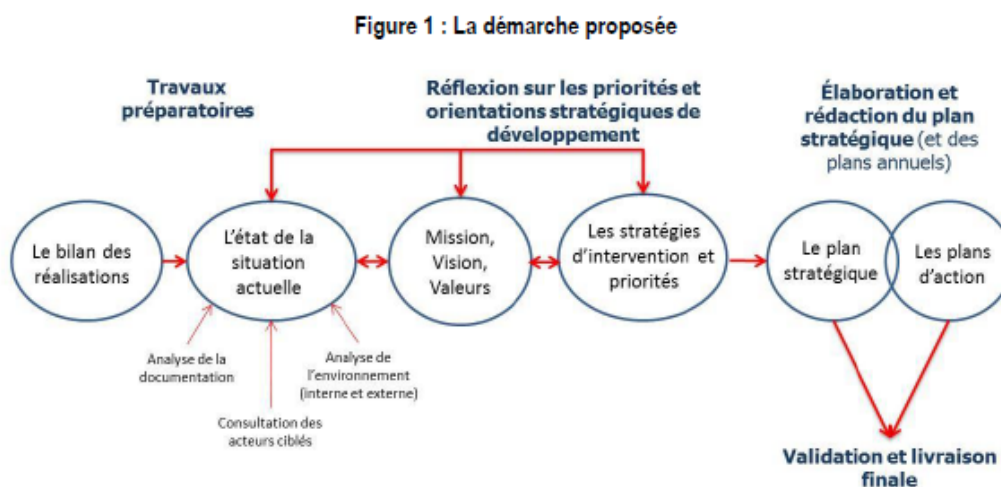 Figure 1 : La démarche proposée
Travaux
préparatoires
Réflexion sur les priorités et
orientations stratégiques de
développement
Élaboration et
rédaction du plan
stratégique (et des
plans annuels)
Le bilan des
réalisations
L'état de la
situation
actuelle
Mission,
Vision,
Valeurs
Les stratégies
d'intervention et
priorités
Le plan
stratégique
Les plans
d'action
Analyse de la
documentation
Consultation des
acteurs ciblés
Analyse de
l'environnement
(interne et externe)
Validation et livraison
finale